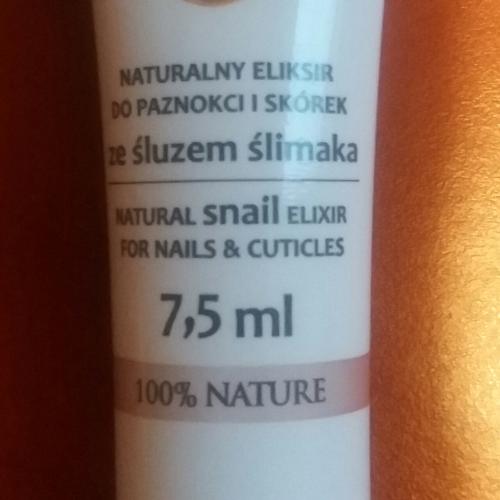 NATURALNY ELIKSIR
DO PAZNOKCI I SKÓREK
ze śluzem ślimaka
NATURAL snail ELIXIR
FOR NAILS & CUTICLES
7,5 ml
100% NATURE